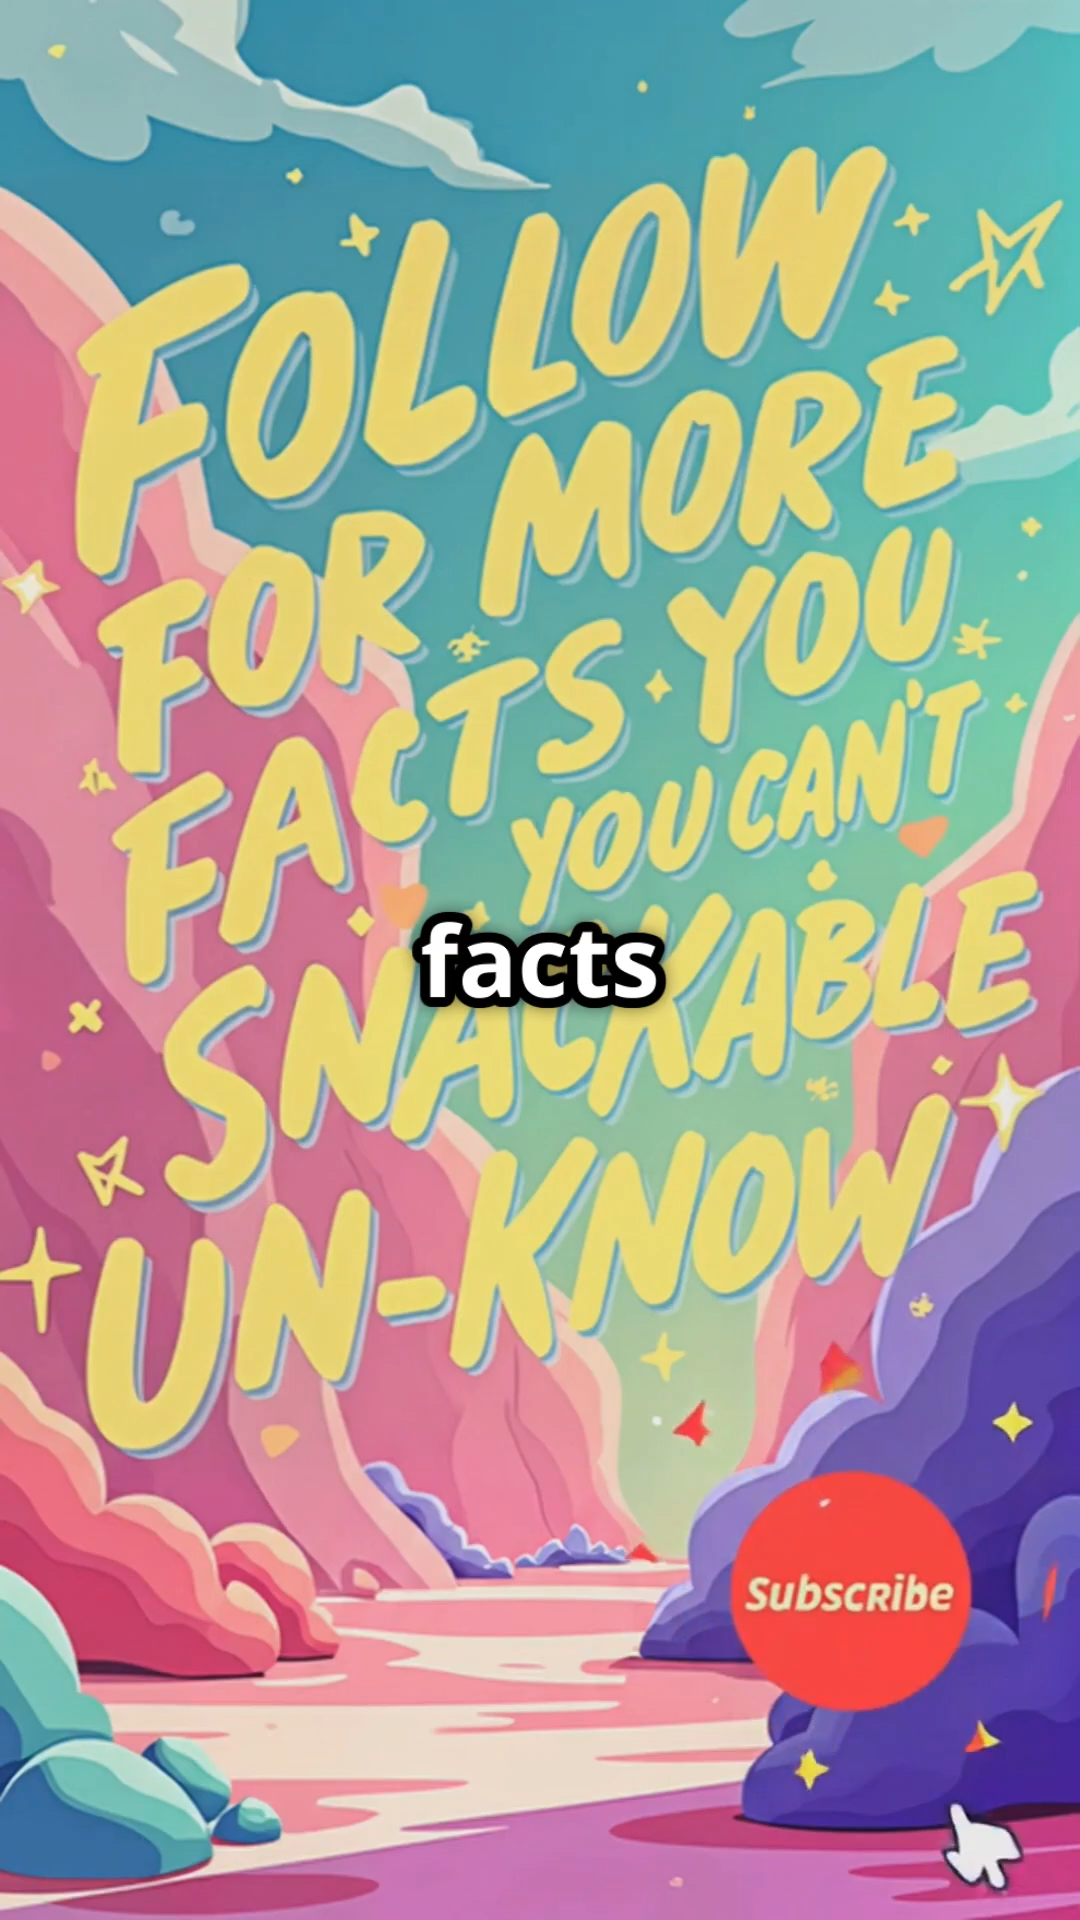 FOLLOW
FOR MORE
FACTS YOU
YOU CAN'T
facts
SNACKABLE
UN-KNOW
Subscribe